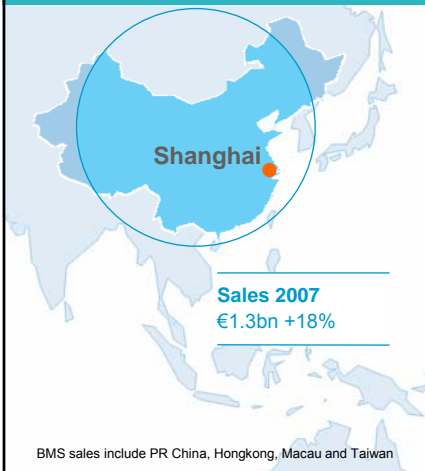 Shanghai
Sales 2007
€1.3bn +18%
BMS sales include PR China, Hongkong, Macau and Taiwan